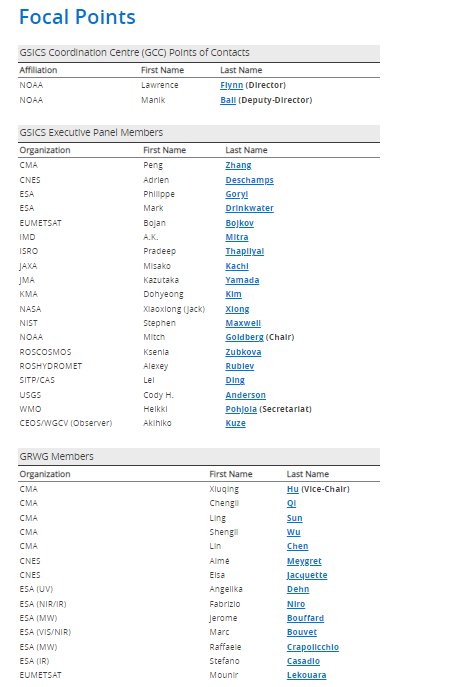 Focal Points
GSICS Coordination Centre (GCC) Points of Contacts
Affiliation First Name Last Name
NOAA Lawrence Flynn (Director)
NOAA Manik Bali (Deputy-Director)
GSICS Executive Panel Members
Organization First Name Last Name
CMA Peng Zhang
CNES Adrien Deschamps
ESA Philippe Goryl
ESA Mark Drinkwater
EUMETSAT Bojan Bojkov
IMD A.K. Mitra
ISRO Pradeep Thapliyal
JAXA Misako Kachi
JMA Kazutaka Yamada
KMA Dohyeong Kim
NASA Xiaoxiong (Jack) Xiong
NIST Stephen Maxwell
NOAA Mitch Goldberg (Chair)
ROSCOSMOS Ksenia Zubkova
ROSHYDROMET Alexey Rublev
SITP/CAS Lei Ding
USGS Cody H. Anderson
WMO Heikki Pohjola (Secretariat)
CEOS/WGCV (Observer) Akihiko Kuze
GRWG Members
Organization First Name Last Name
CMA Xiuqing Hu (Vice-Chair)
CMA Chengli Qi
CMA Ling Sun
CMA Shengli Wu
CMA Lin Chen
CNES Aimé Meygret
CNES Elsa Jacquette
ESA (UV) Angelika Dehn
ESA (NIR/IR) Fabrizio Niro
ESA (MW) Jerome Bouffard
ESA (VIS/NIR) Marc Bouvet
ESA (MW) Raffaele Crapolicchio
ESA (IR) Stefano Casadio
EUMETSAT Mounir Lekouara